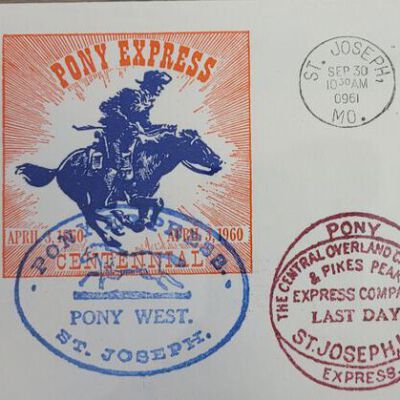 PONY EXPRESS
APRIL 3, 1860 APRIL 3, 1960
CENTENNIAL
PONY EXPRESS.
PONY WEST.
ST. JOSEPH.
ST. JOSEPH,
SEP 30
10 30 AM
0961
MO.
PONY
THE CENTRAL OVERLAND C
& PIKES PEAK
EXPRESS COMPA
LAST DAY
ST. JOSEPH, M
EXPRESS.